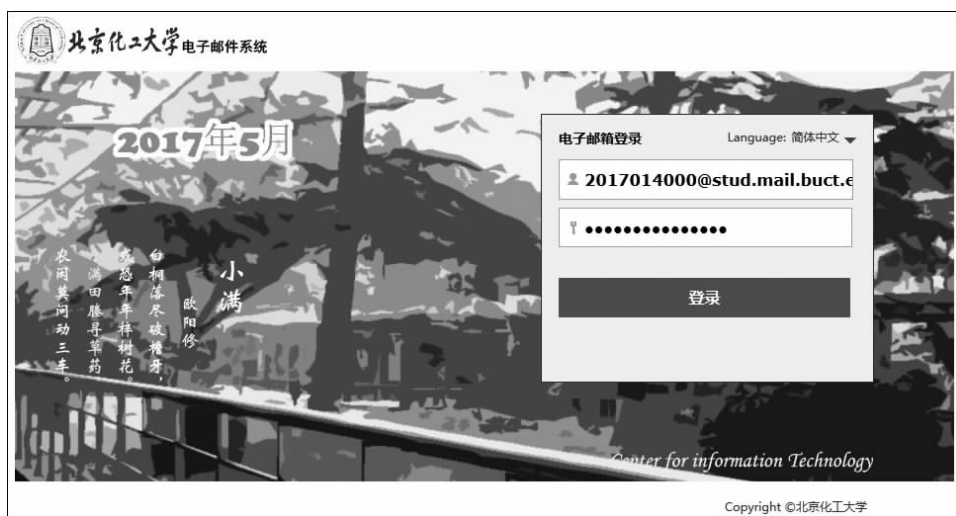 北京化工大学电子邮件系统
2017年5月
电子邮箱登录 Language: 简体中文
2017014000@stud.mail.buct.e
●●●●●●●●●●●●●●●
登录
小满
欧阳修
白桐落尽破檐牙，
或恐年年梓树花。
满田膝寻草药
农闲莫问动三车。
Center for information Technology
Copyright ©北京化工大学